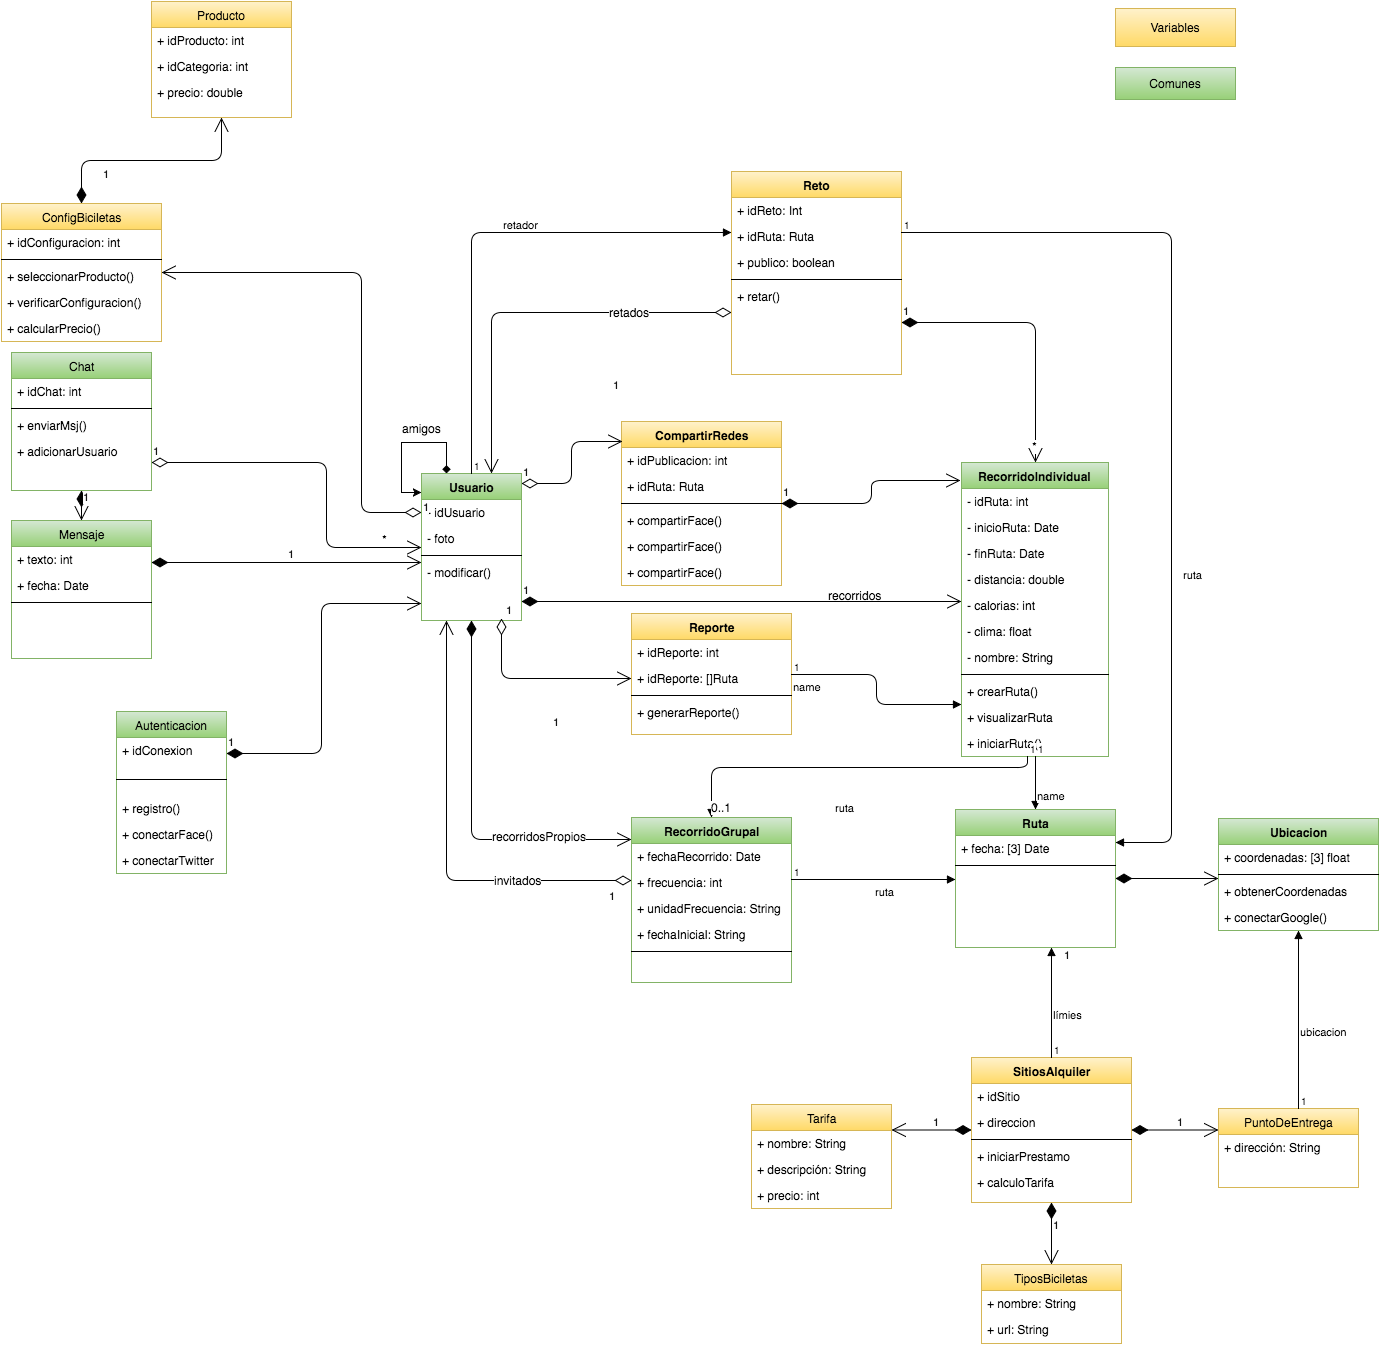 Producto
+ idProducto: int
+ idCategoria: int
+ precio: double
Variables
Comunes
1
ConfigBiciletas
+ idConfiguracion: int
+ seleccionarProducto()
+ verificarConfiguracion()
+ calcularPrecio()
Reto
+ idReto: Int
+ idRuta: Ruta
+ publico: boolean
+ retar()
retador
1
retados
1
1
*
ruta
Chat
+ idChat: int
+ enviarMsj()
+ adicionarUsuario
1
1
*
Mensaje
+ texto: int
+ fecha: Date
1
amigos
1
1
Usuario
1
- idUsuario
- foto
- modificar()
CompartirRedes
+ idPublicacion: int
+ idRuta: Ruta
+ compartirFace()
+ compartirFace()
+ compartirFace()
1
RecorridoIndividual
- idRuta: int
- inicioRuta: Date
- finRuta: Date
- distancia: double
- calorias: int
- clima: float
- nombre: String
+ crearRuta()
+ visualizarRuta
+ iniciarRuta()
1
recorridos
1
Reporte
+ idReporte: int
+ idReporte: []Ruta
+ generarReporte()
1
name
1
Autenticacion
+ idConexion
+ registro()
+ conectarFace()
+ conectarTwitter
1
1
1
name
0..1
ruta
recorridosPropios
invitados
1
RecorridoGrupal
+ fechaRecorrido: Date
+ frecuencia: int
+ unidadFrecuencia: String
+ fechaInicial: String
1
ruta
Ruta
+ fecha: [3] Date
Ubicacion
+ coordenadas: [3] float
+ obtenerCoordenadas
+ conectarGoogle()
1
límies
1
ubicacion
1
SitiosAlquiler
+ idSitio
+ direccion
+ iniciarPrestamo
+ calculoTarifa
Tarifa
+ nombre: String
+ descripción: String
+ precio: int
1
1
PuntoDeEntrega
+ dirección: String
1
TiposBiciletas
+ nombre: String
+ url: String